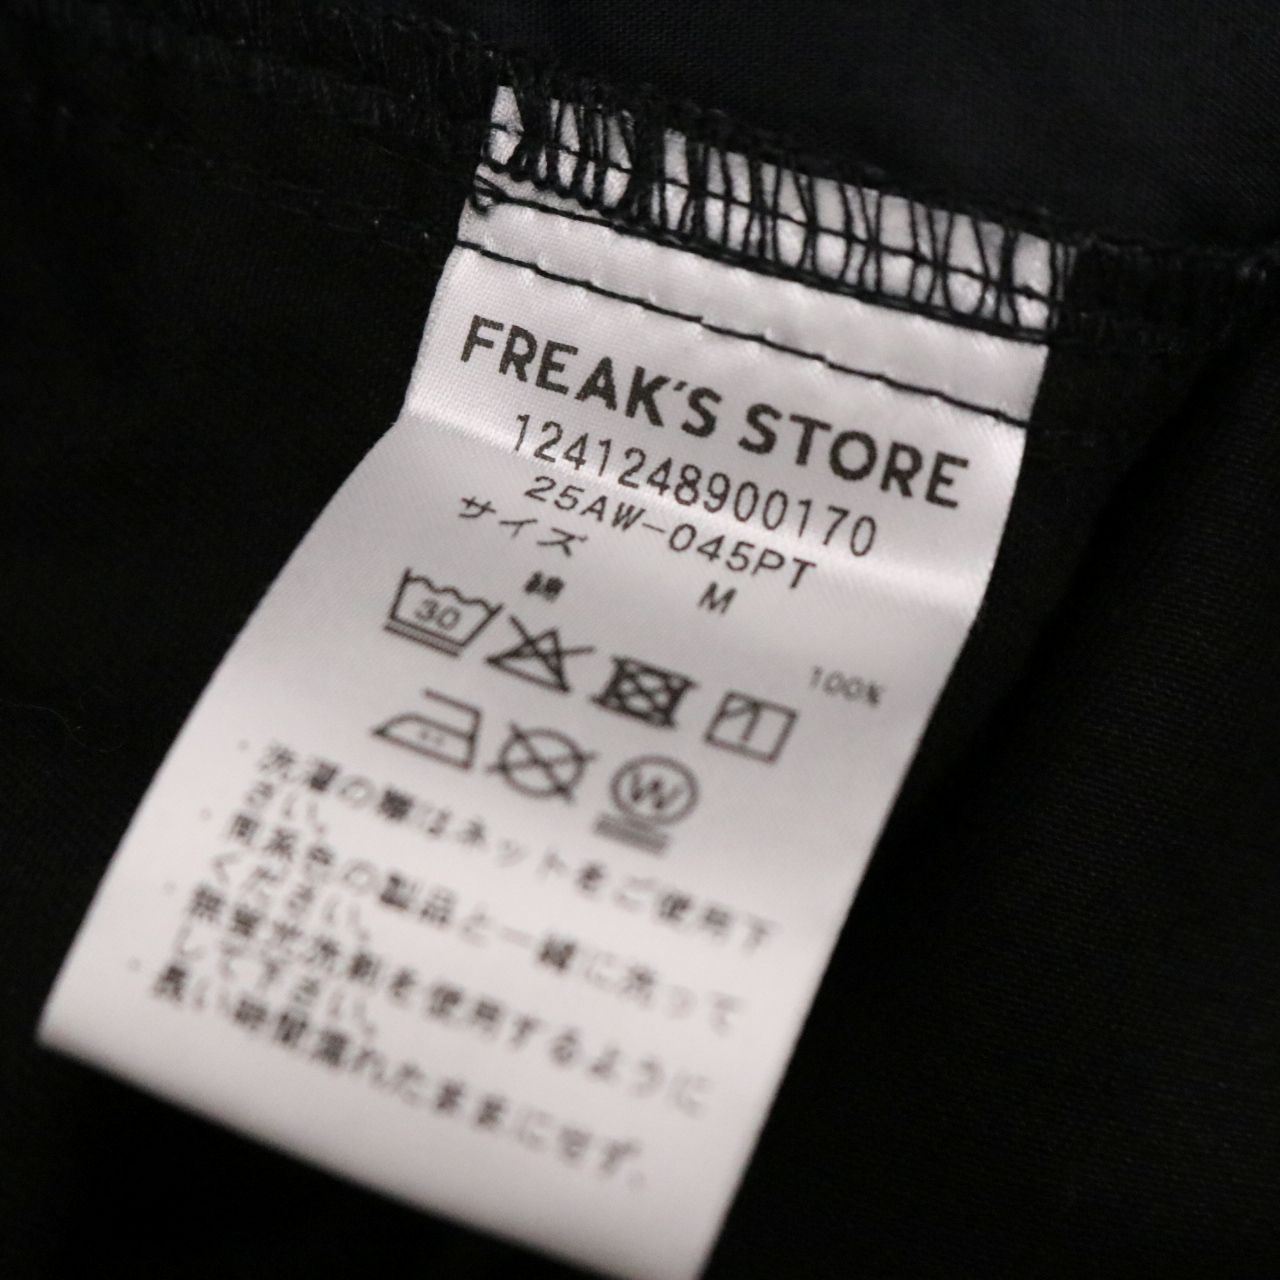 FREAK'S STORE
1241248900170
25AW-045PT
サイズ M
綿 100%
30
W
・洗濯の際はネットをご使用下
さい。
・同系色の製品と一緒に洗って
ください。
・無蛍光洗剤を使用するように
して下さい。
・長い時間濡れたままにせず、